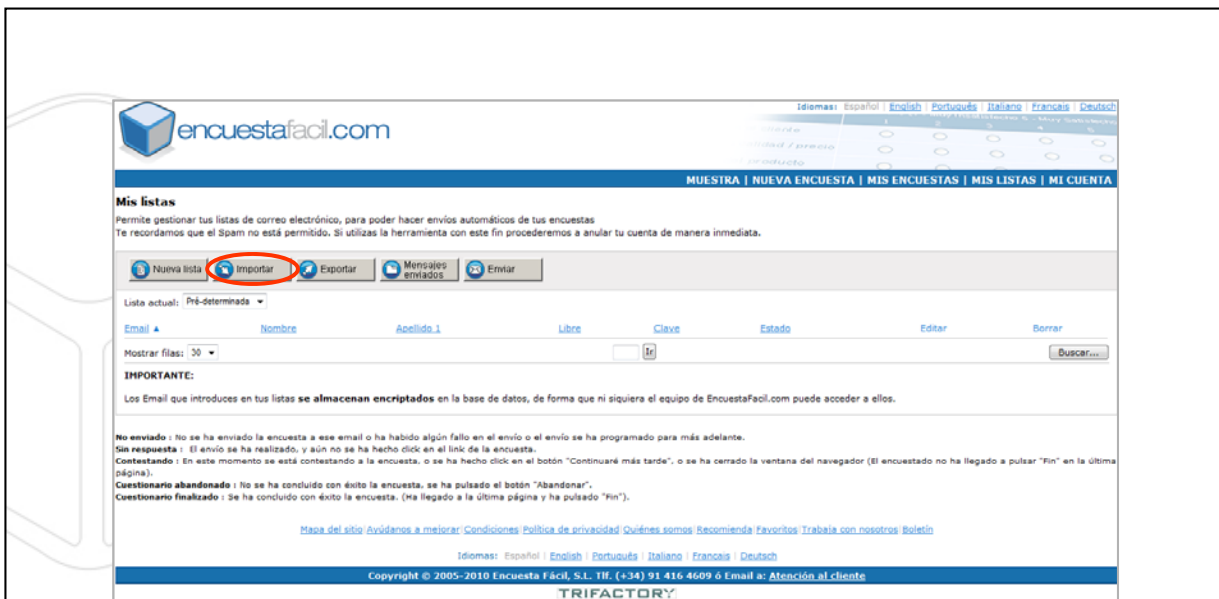 Idiomas: Español | English | Português | Italiano | Français | Deutsch
encuestafacil.com
MUESTRA | NUEVA ENCUESTA | MIS ENCUESTAS | MIS LISTAS | MI CUENTA
Mis listas
Permite gestionar tus listas de correo electrónico, para poder hacer envíos automáticos de tus encuestas
Te recordamos que el Spam no está permitido. Si utilizas la herramienta con este fin procederemos a anular tu cuenta de manera inmediata.
Nueva lista Importar Exportar Mensajes enviados Enviar
Lista actual: Pré-determinada
Email ▲ Nombre Apellido 1 Libre Clave Estado Editar Borrar
Mostrar filas: 30 Ir Buscar...
IMPORTANTE:
Los Email que introduces en tus listas se almacenan encriptados en la base de datos, de forma que ni siquiera el equipo de EncuestaFacil.com puede acceder a ellos.
No enviado : No se ha enviado la encuesta a ese email o ha habido algún fallo en el envío o el envío se ha programado para más adelante.
Sin respuesta : El envío se ha realizado, y aún no se ha hecho click en el link de la encuesta.
Contestando : En este momento se está contestando a la encuesta, o se ha hecho click en el botón "Continuaré más tarde", o se ha cerrado la ventana del navegador (El encuestado no ha llegado a pulsar "Fin" en la última
página).
Cuestionario abandonado : No se ha concluido con éxito la encuesta, se ha pulsado el botón "Abandonar".
Cuestionario finalizado : Se ha concluido con éxito la encuesta. (Ha llegado a la última página y ha pulsado "Fin").
Mapa del sitio Ayúdanos a mejorar Condiciones Política de privacidad Quiénes somos Recomienda Favoritos Trabaja con nosotros Boletín
Idiomas: Español | English | Português | Italiano | Français | Deutsch
Copyright © 2005-2010 Encuesta Fácil, S.L. Tlf. (+34) 91 416 4609 ó Email a: Atención al cliente
TRIFACTORY